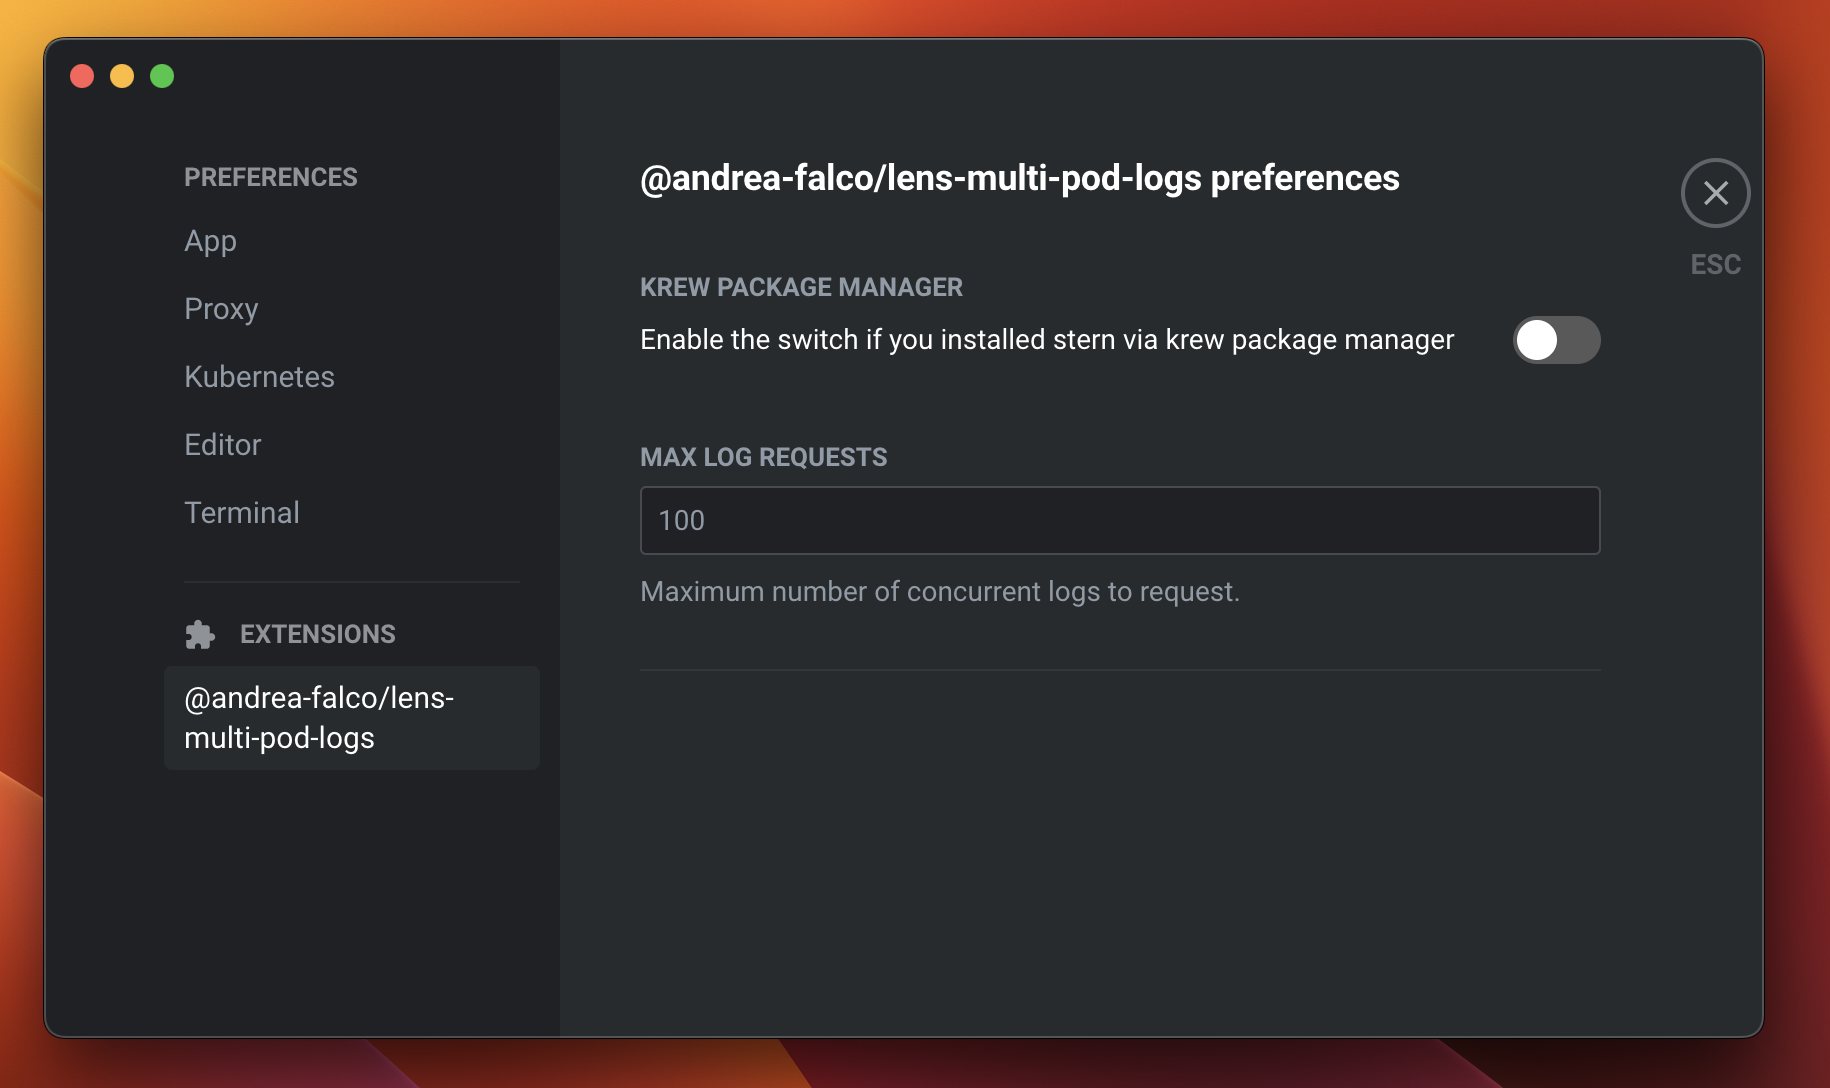 PREFERENCES
App
Proxy
Kubernetes
Editor
Terminal
EXTENSIONS
@andrea-falco/lens-
multi-pod-logs
@andrea-falco/lens-multi-pod-logs preferences
KREW PACKAGE MANAGER
Enable the switch if you installed stern via krew package manager
MAX LOG REQUESTS
100
Maximum number of concurrent logs to request.
ESC